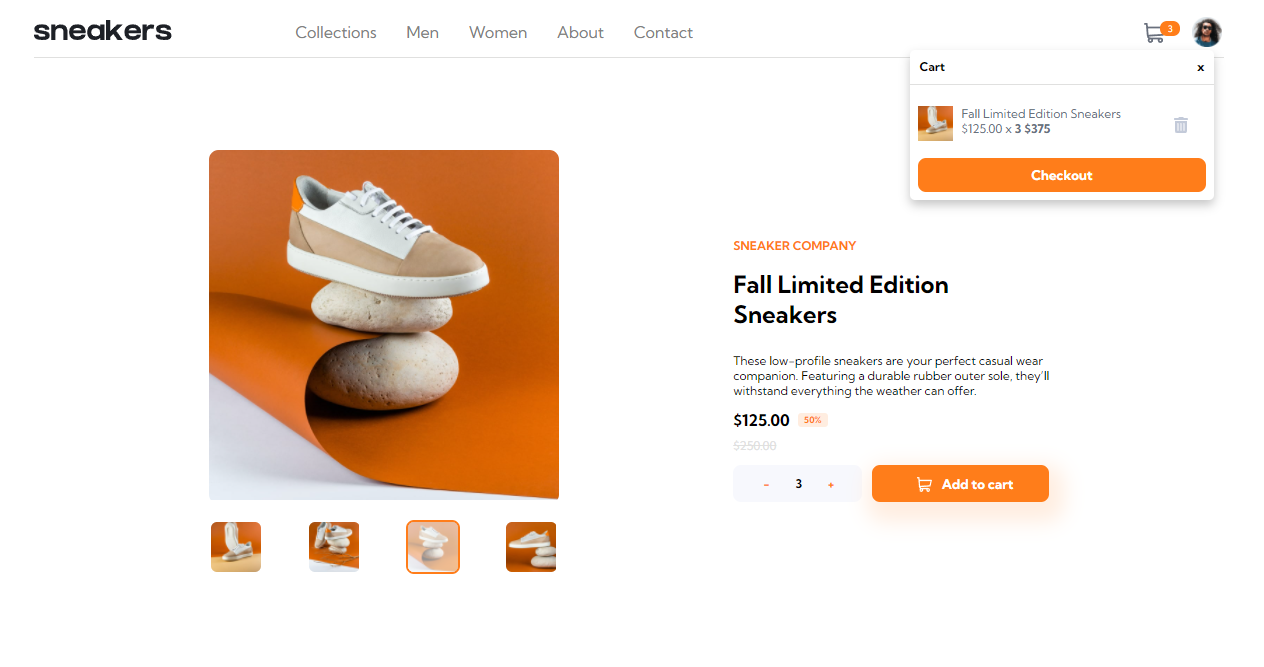 sneakers
Collections Men Women About Contact
3
Cart x
Fall Limited Edition Sneakers
$125.00 x 3 $375
Checkout
SNEAKER COMPANY
Fall Limited Edition
Sneakers
These low-profile sneakers are your perfect casual wear
companion. Featuring a durable rubber outer sole, they’ll
withstand everything the weather can offer.
$125.00 50%
$250.00
- 3 + Add to cart